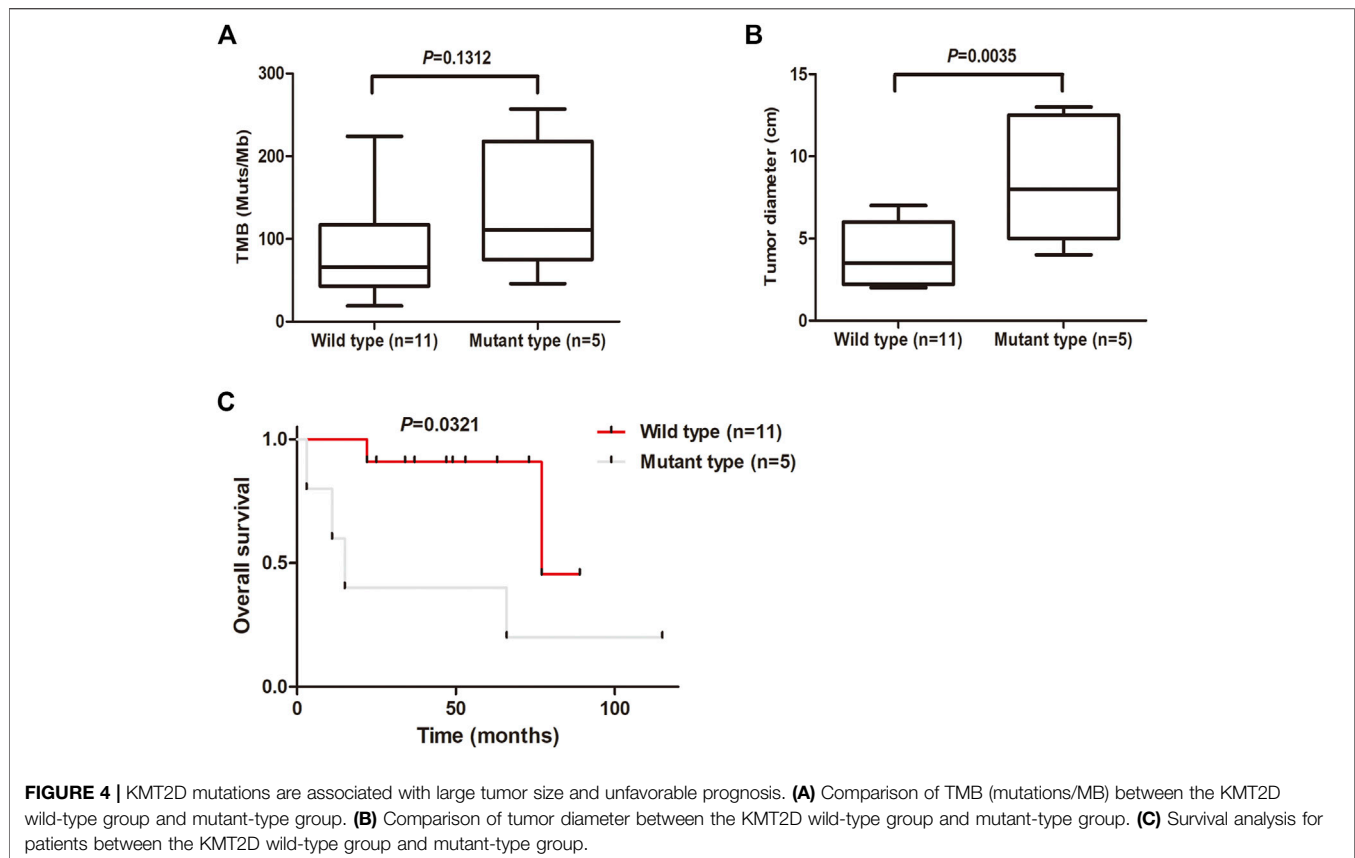 A
P=0.1312
300
200
100
0
TMB (Muts/Mb)
Wild type (n=11)
Mutant type (n=5)
B
P=0.0035
15
10
5
0
Tumor diameter (cm)
Wild type (n=11)
Mutant type (n=5)
C
P=0.0321
Wild type (n=11)
Mutant type (n=5)
1.0
0.5
0.0
Overall survival
0
50
100
Time (months)
FIGURE 4 | KMT2D mutations are associated with large tumor size and unfavorable prognosis. (A) Comparison of TMB (mutations/MB) between the KMT2D
wild-type group and mutant-type group. (B) Comparison of tumor diameter between the KMT2D wild-type group and mutant-type group. (C) Survival analysis for
patients between the KMT2D wild-type group and mutant-type group.